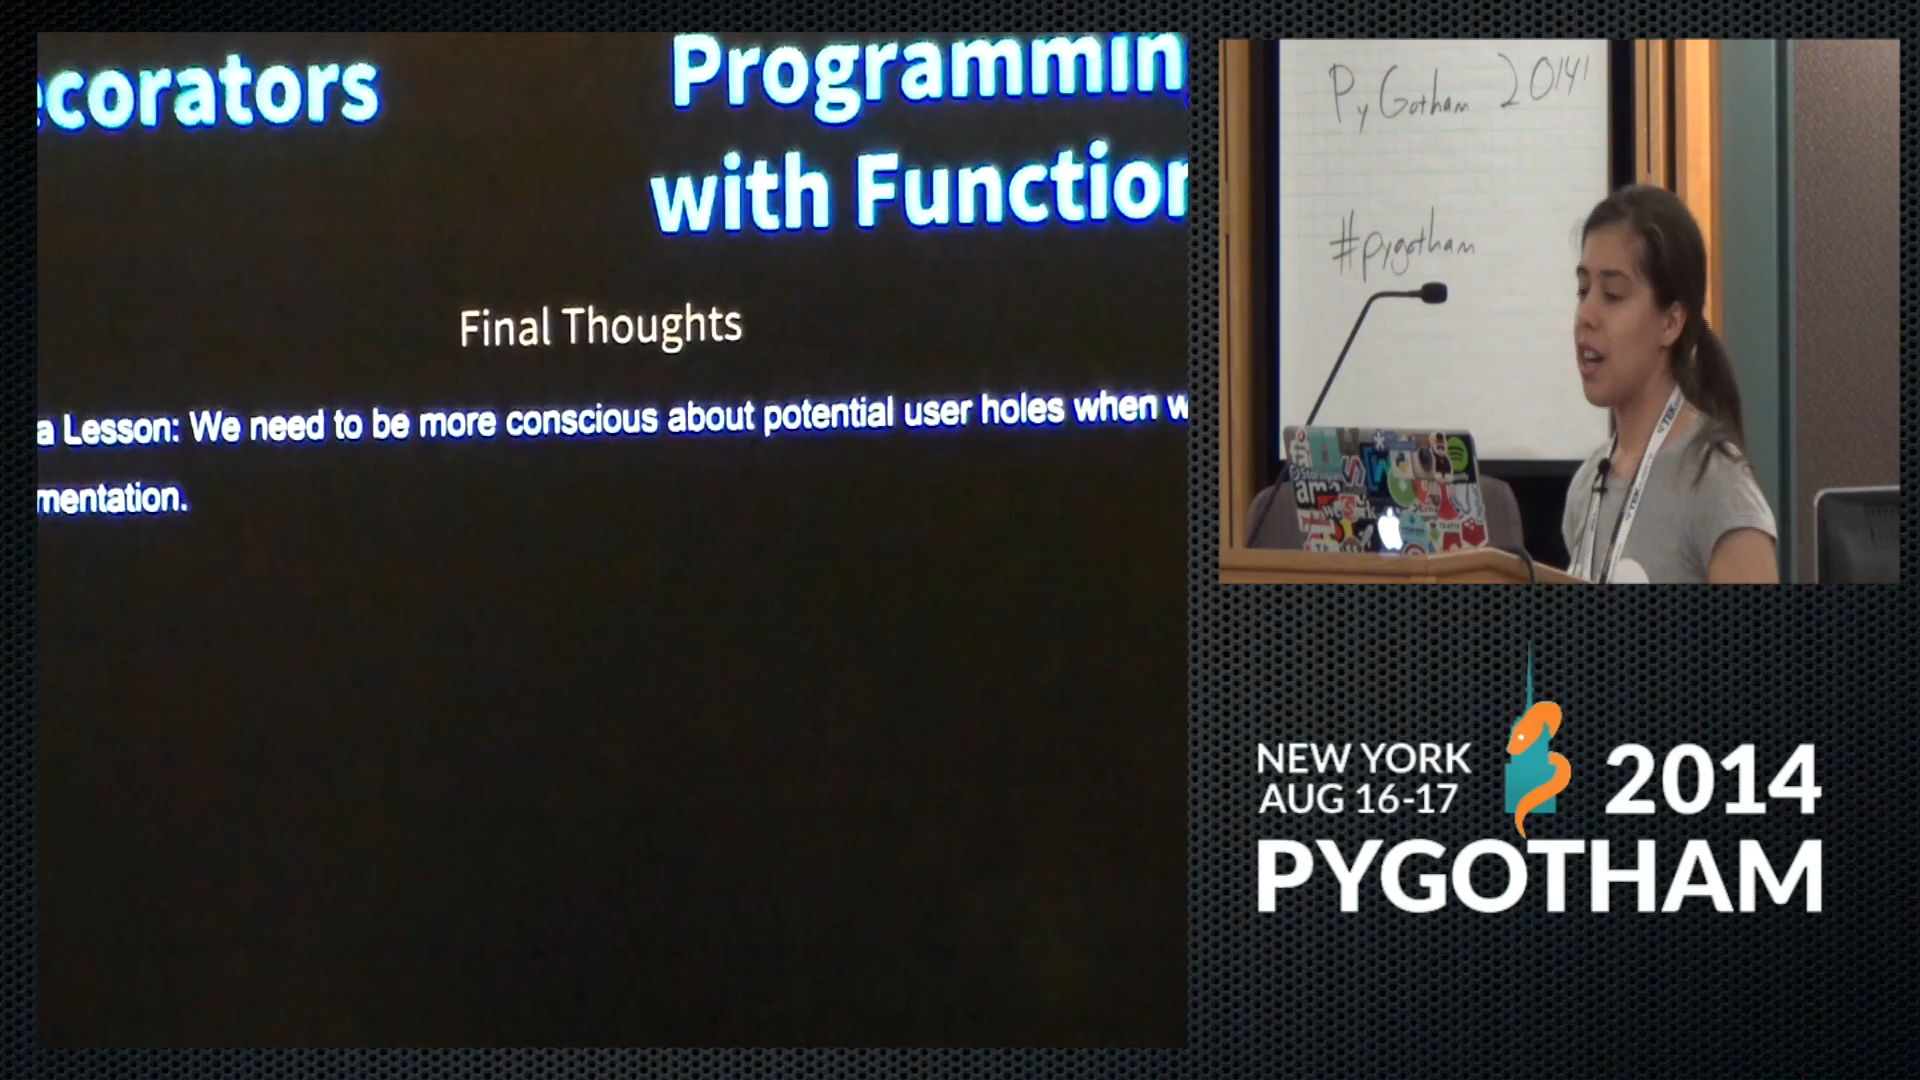 ecorators
Programmin
with Function
Final Thoughts
a Lesson: We need to be more conscious about potential user holes when w
mentation.
PyGotham 2014!
#pygotham
NEW YORK
AUG 16-17
2014
PYGOTHAM